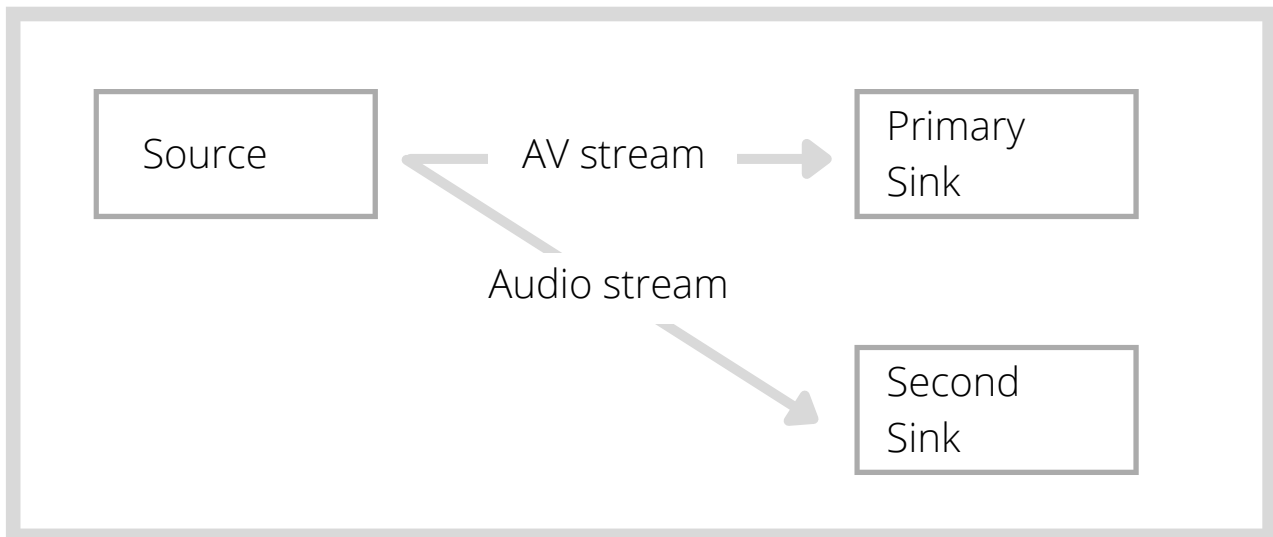 Source
AV stream
Primary
Sink
Audio stream
Second
Sink